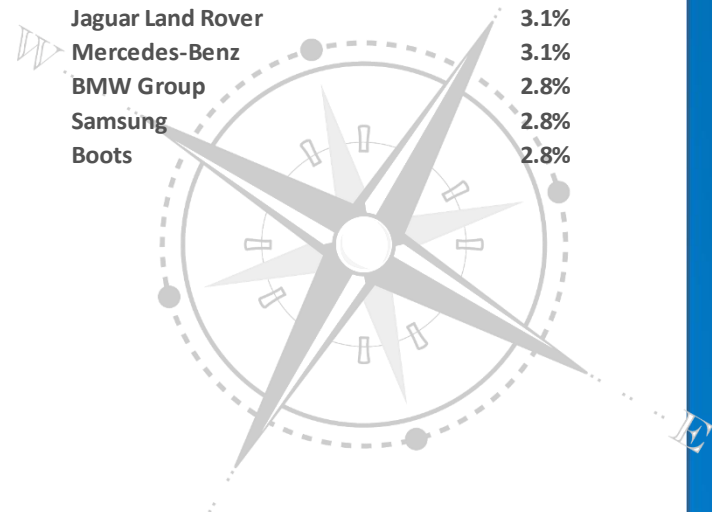 Jaguar Land Rover 3.1%
W
Mercedes-Benz 3.1%
BMW Group 2.8%
Samsung 2.8%
Boots 2.8%
E